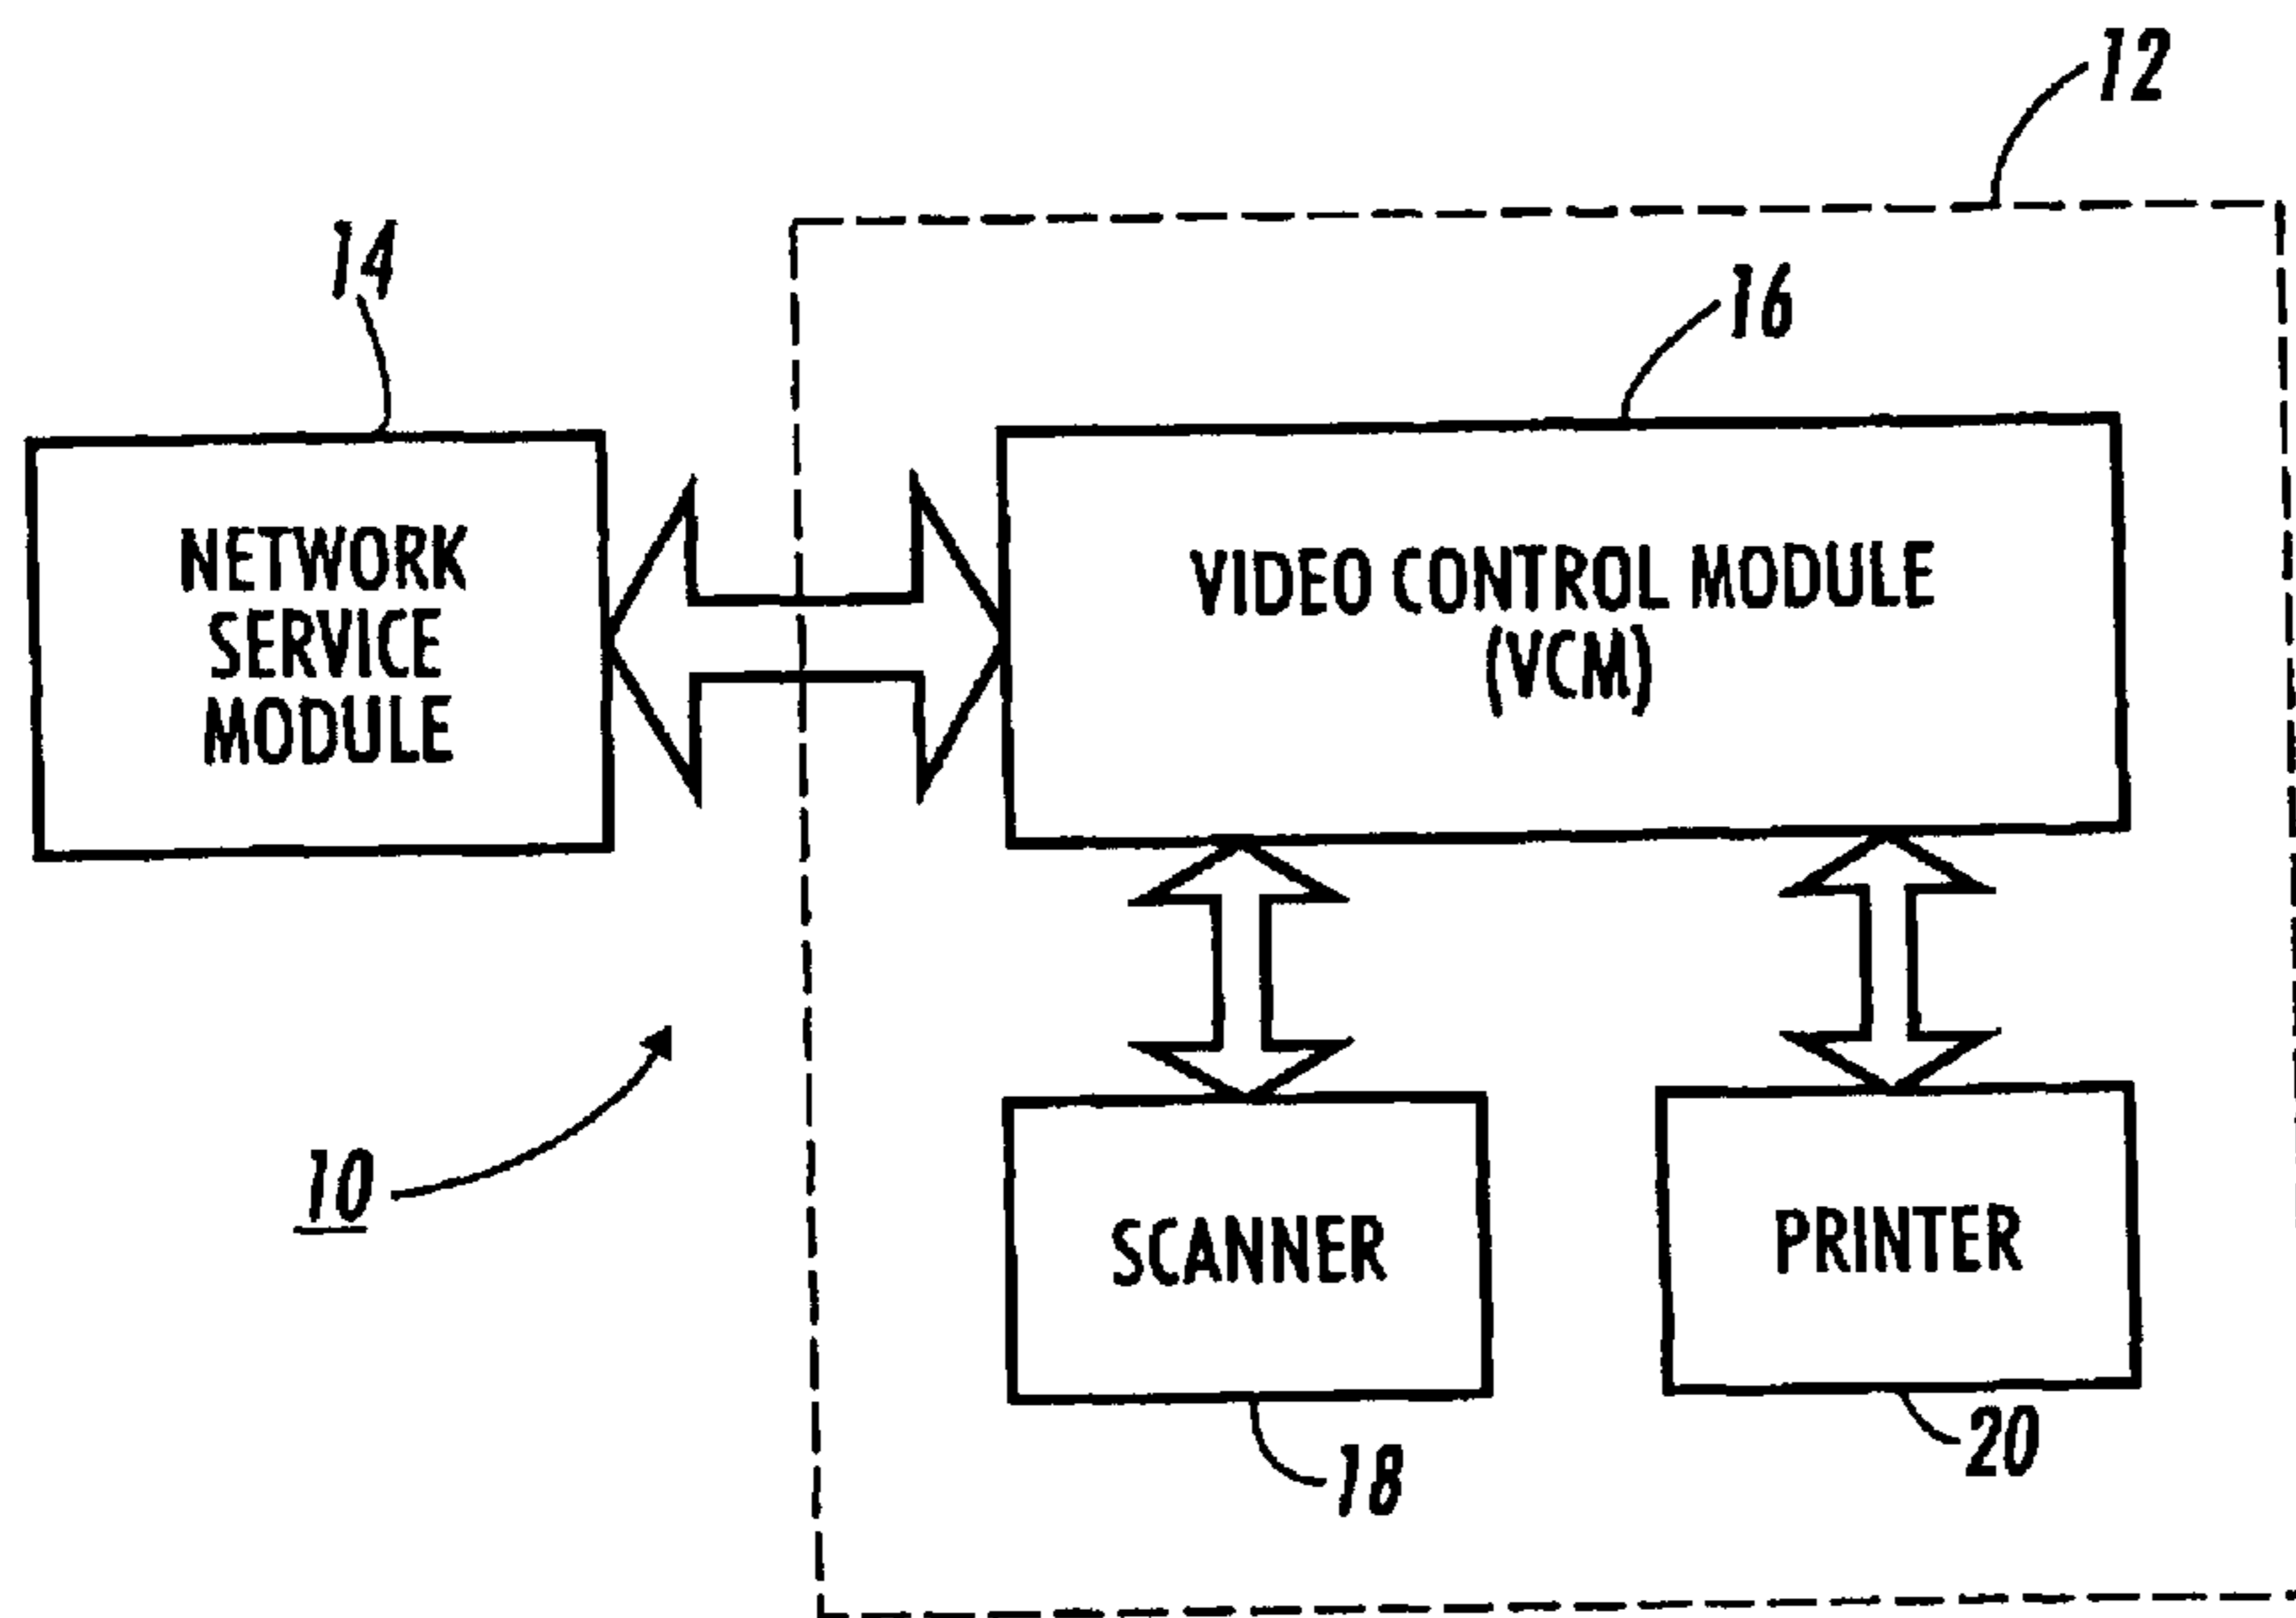 12
14
16
NETWORK
SERVICE
MODULE
VIDEO CONTROL MODULE
(VCM)
10
SCANNER
PRINTER
18
20